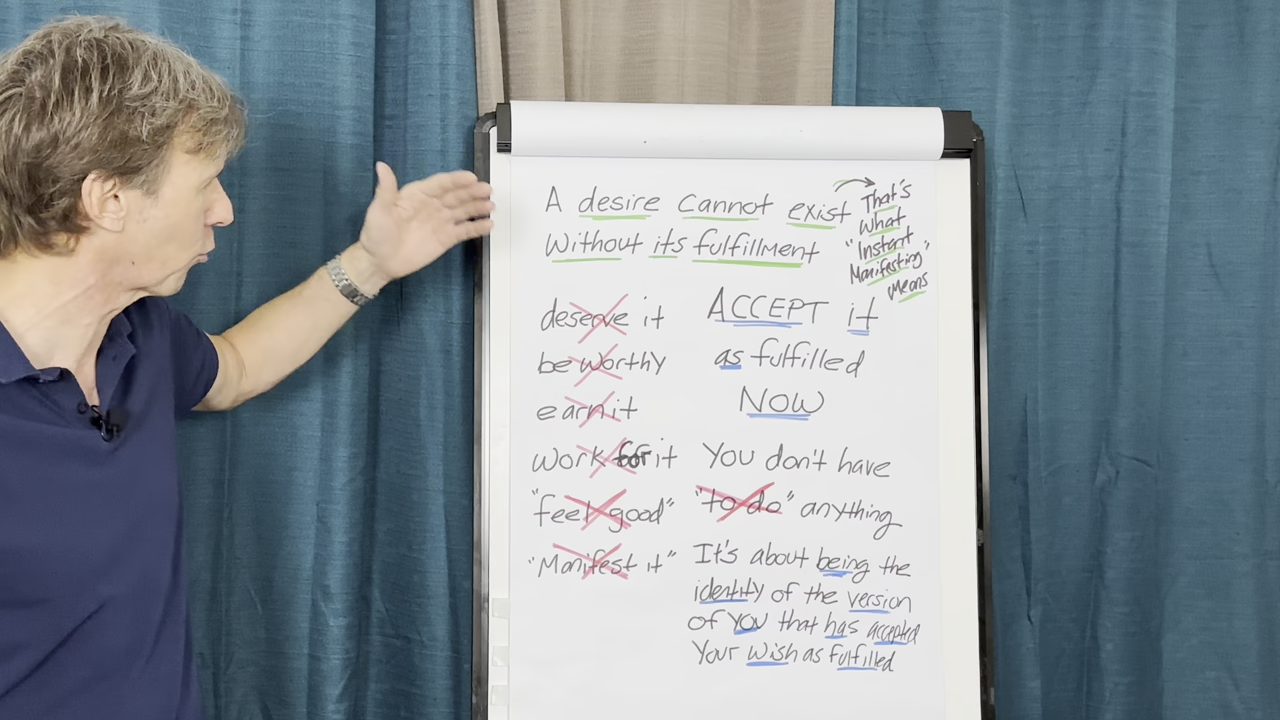 A desire cannot exist
Without its fulfillment
That's
What
"Instant
Manifesting"
Means
deserve it
be worthy
earn it
work for it
"feel good"
"Manifest it"
ACCEPT it
as fulfilled
NOW
You don't have
"to do" anything
It's about being the
identity of the version
of you that has accepted
Your wish as fulfilled